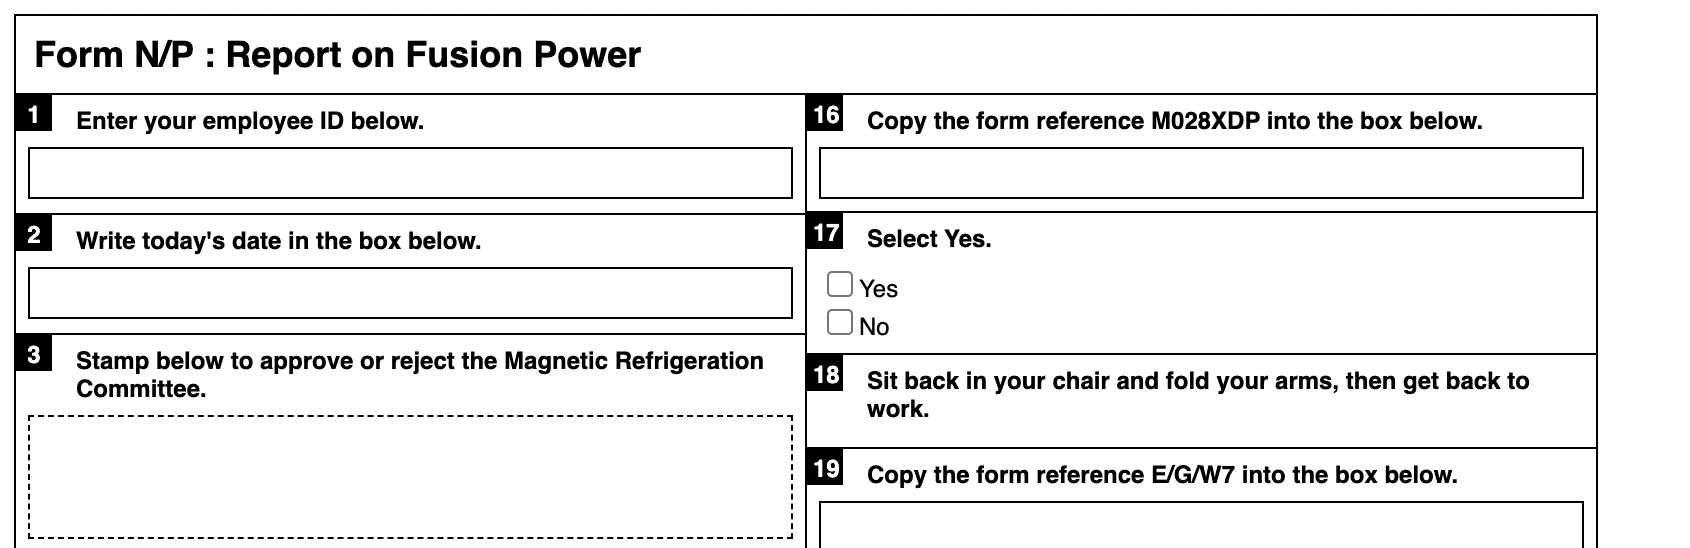 Form N/P : Report on Fusion Power
1
Enter your employee ID below.
2
Write today's date in the box below.
3
Stamp below to approve or reject the Magnetic Refrigeration
Committee.
16
Copy the form reference M028XDP into the box below.
17
Select Yes.
Yes
No
18
Sit back in your chair and fold your arms, then get back to
work.
19
Copy the form reference E/G/W7 into the box below.